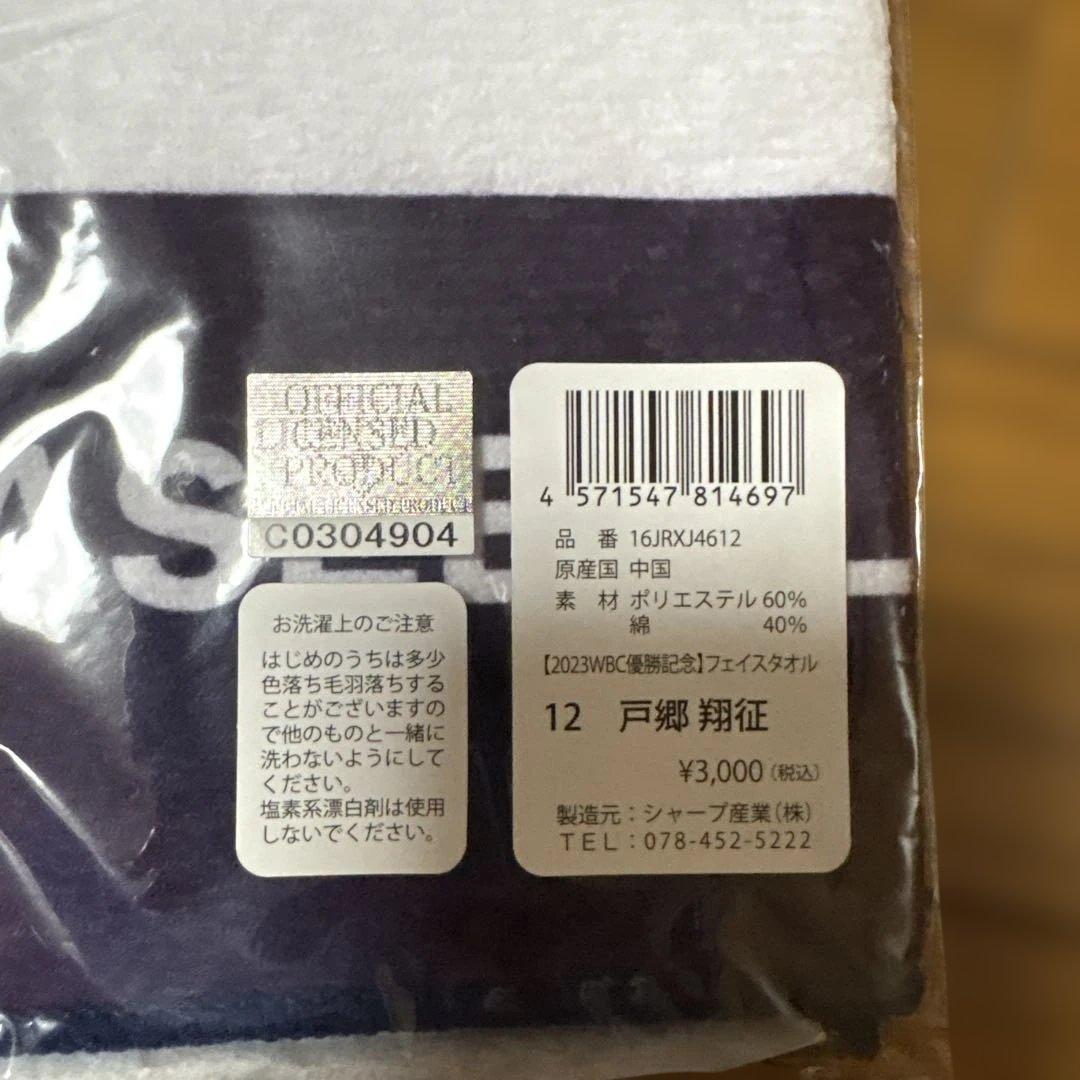 OFFICIAL
LICENSED
PRODUCT
C0304904
ASE
お洗濯上のご注意
はじめのうちは多少
色落ち毛羽落ちする
ことがございますの
で他のものと一緒に
洗わないようにして
ください。
塩素系漂白剤は使用
しないでください。
4 571547 814697
品 番 16JRXJ4612
原産国 中国
素 材 ポリエステル 60%
綿 40%
【2023WBC優勝記念】フェイスタオル
12 戸郷 翔征
¥3,000(税込)
製造元:シャープ産業(株)
TEL:078-452-5222